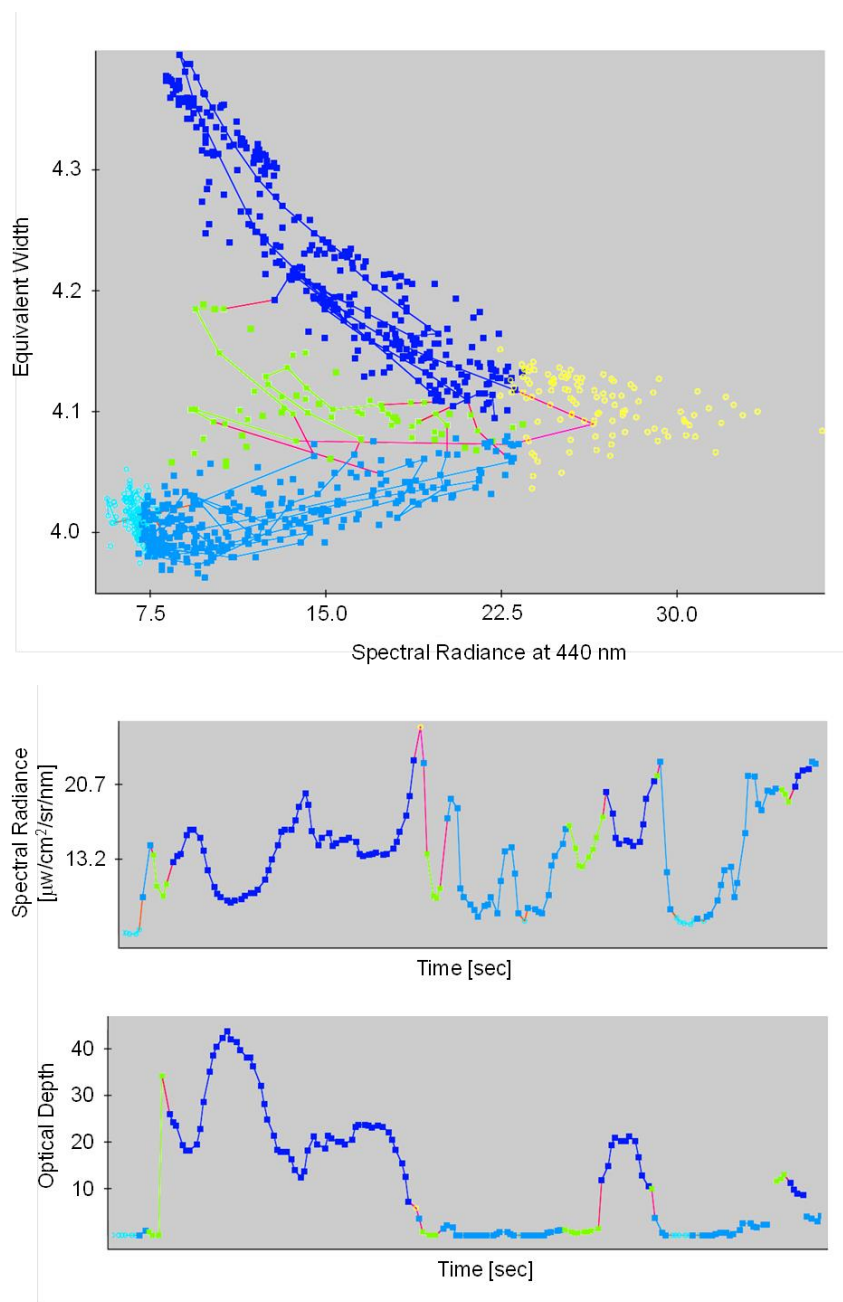 4.3
4.2
4.1
4.0
Equivalent Width
7.5 15.0 22.5 30.0
Spectral Radiance at 440 nm
Spectral Radiance
[µw/cm²/sr/nm]
20.7
13.2
Time [sec]
Optical Depth
40
30
20
10
Time [sec]